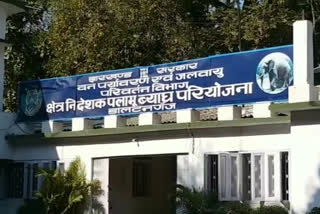 झारखण्ड सरकार
वन पर्यावरण एवं जलवायु
परिवर्तन विभाग
क्षेत्र निदेशक पलामू ब्याघ्र परियोजना
डालटनगंज